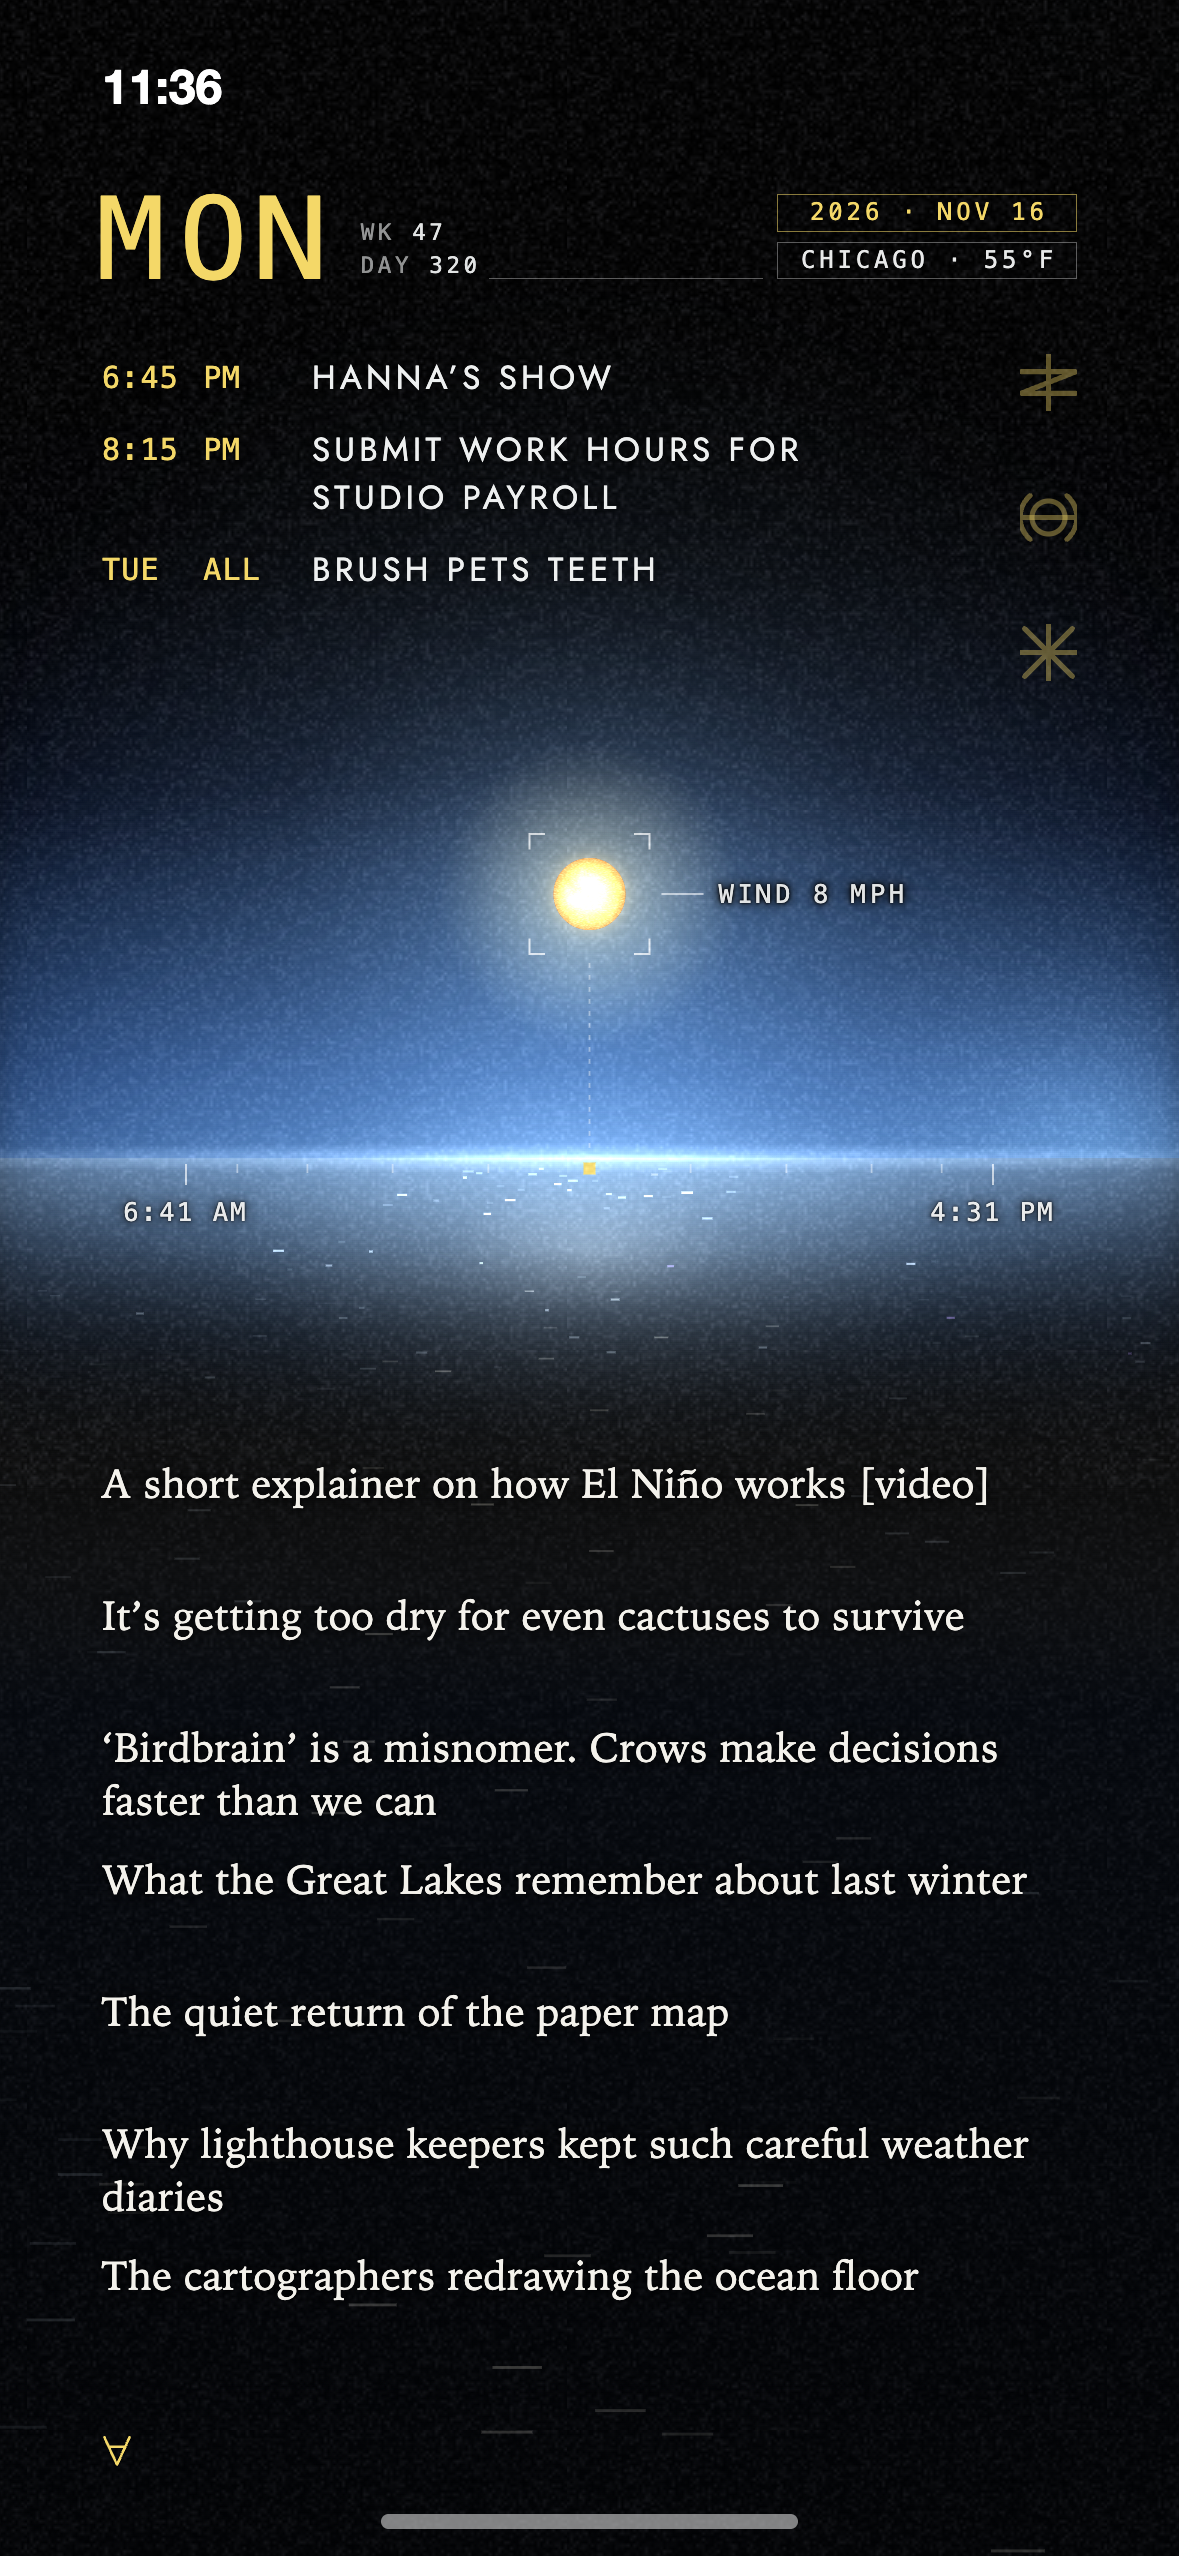 11:36
MON
WK 47
DAY 320
2026 · NOV 16
CHICAGO · 55°F
6:45 PM HANNA’S SHOW
8:15 PM SUBMIT WORK HOURS FOR
STUDIO PAYROLL
TUE ALL BRUSH PETS TEETH
WIND 8 MPH
6:41 AM
4:31 PM
A short explainer on how El Niño works [video]
It’s getting too dry for even cactuses to survive
‘Birdbrain’ is a misnomer. Crows make decisions
faster than we can
What the Great Lakes remember about last winter
The quiet return of the paper map
Why lighthouse keepers kept such careful weather
diaries
The cartographers redrawing the ocean floor